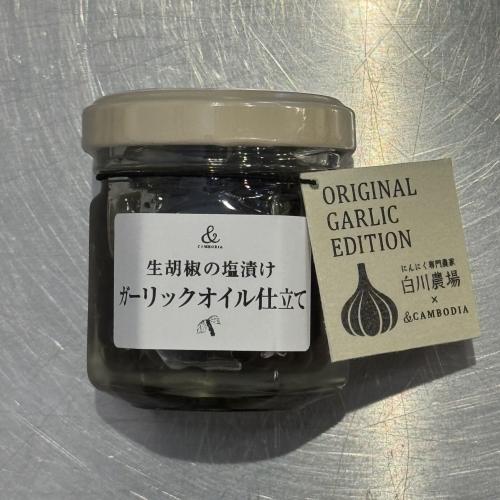 &
CAMBODIA
生胡椒の塩漬け
ガーリックオイル仕立て
ORIGINAL
GARLIC
EDITION
にんにく専門農家
白川農場
×
&CAMBODIA